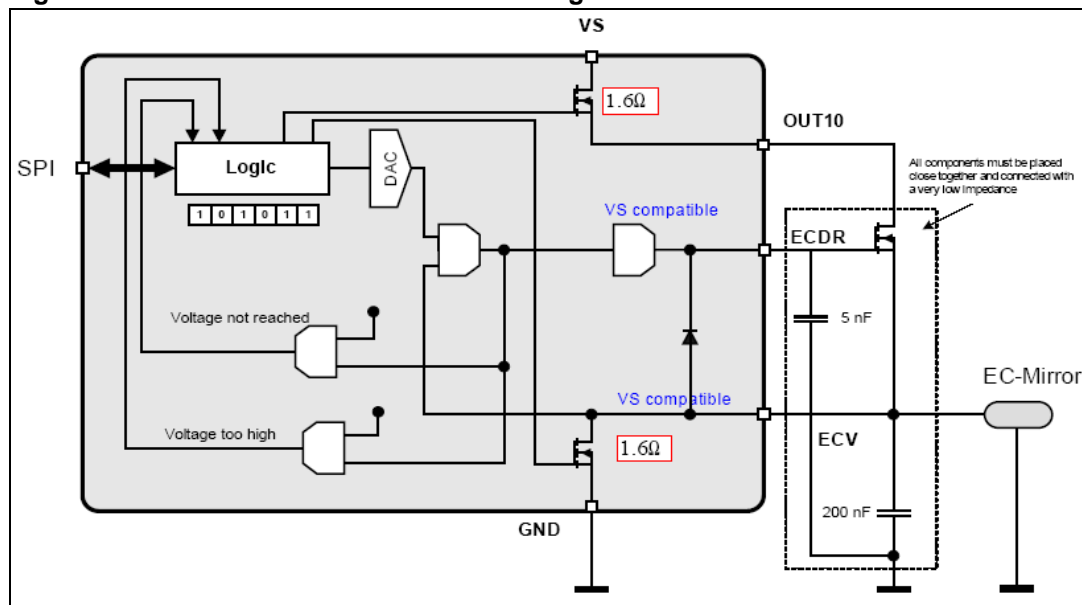 VS
1.6Ω
OUT10
All components must be placed
close together and connected with
a very low impedance
SPI
Logic
DAC
1 0 1 0 1 1
VS compatible
ECDR
Voltage not reached
5 nF
EC-Mirror
VS compatible
Voltage too high
1.6Ω
ECV
200 nF
GND